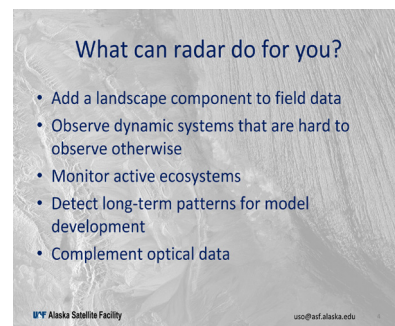 What can radar do for you?
• Add a landscape component to field data
• Observe dynamic systems that are hard to
observe otherwise
• Monitor active ecosystems
• Detect long-term patterns for model
development
• Complement optical data
UAF Alaska Satellite Facility
uso@asf.alaska.edu